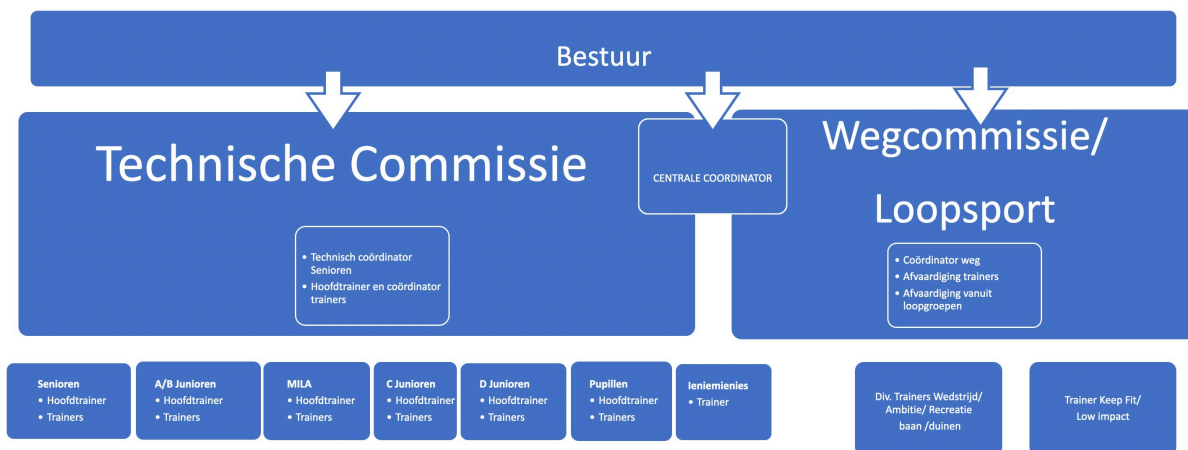 Bestuur
Technische Commissie
• Technisch coördinator
Senioren
• Hoofdtrainer en coördinator
trainers
CENTRALE COORDINATOR
Wegcommissie/
Loopsport
• Coördinator weg
• Afvaardiging trainers
• Afvaardiging vanuit
loopgroepen
Senioren
• Hoofdtrainer
• Trainers
A/B Junioren
• Hoofdtrainer
• Trainers
MILA
• Hoofdtrainer
• Trainers
C Junioren
• Hoofdtrainer
• Trainers
D Junioren
• Hoofdtrainer
• Trainers
Pupillen
• Hoofdtrainer
• Trainers
Ieniemienies
• Trainer
Div. Trainers Wedstrijd/
Ambitie/ Recreatie
baan /duinen
Trainer Keep Fit/
Low impact